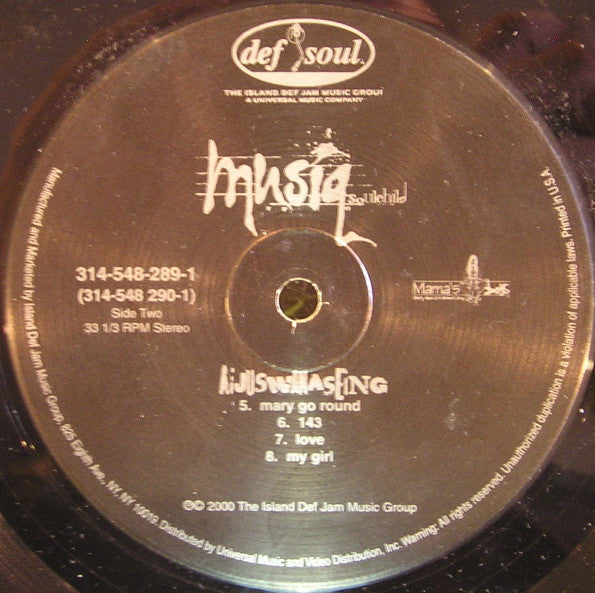 def soul
THE ISLAND DEF JAM MUSIC GROUP
A UNIVERSAL MUSIC COMPANY
musiq
soulchild
314-548-289-1
(314-548 290-1)
Side Two
33 1/3 RPM Stereo
Mama's Boys
AIJUSWANASEING
5. mary go round
6. 143
7. love
8. my girl
℗© 2000 The Island Def Jam Music Group
Manufactured and Marketed by Island Def Jam Music Group, 825 Eighth Ave., NY, NY 10019. Distributed by Universal Music and Video Distribution, Inc. Warning: All rights reserved. Unauthorized duplication is a violation of applicable laws. Printed in U.S.A.